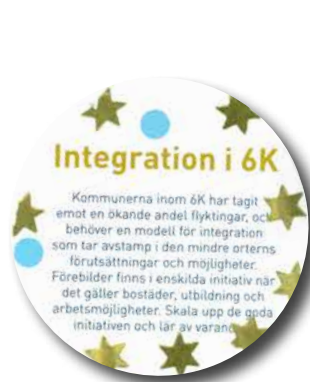 Integration i 6K
Kommunerna inom 6K har tagit
emot en ökande andel flyktingar, och
behöver en modell för integration
som tar avstamp i den mindre orterns
förutsättningar och möjligheter.
Förebilder finns i enskilda initiativ när
det gäller bostäder, utbildning och
arbetsmöjligheter. Skala upp de goda
initiativen och lär av